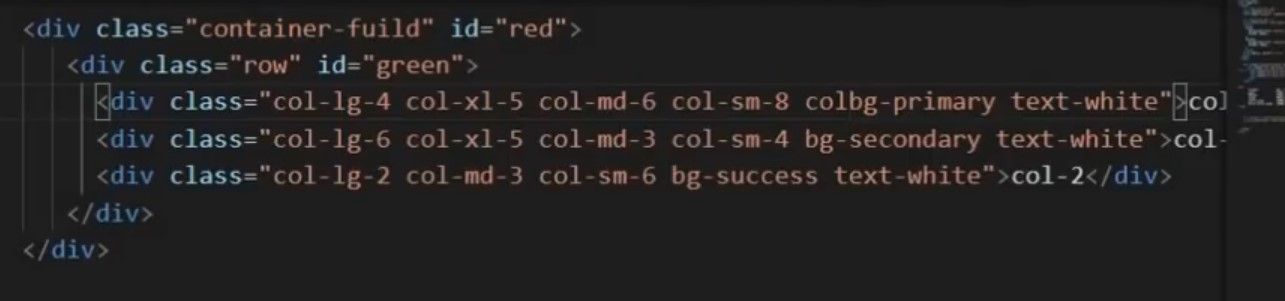 <div class="container-fuild" id="red">
<div class="row" id="green">
<div class="col-lg-4 col-xl-5 col-md-6 col-sm-8 colbg-primary text-white">col
<div class="col-lg-6 col-xl-5 col-md-3 col-sm-4 bg-secondary text-white">col-
<div class="col-lg-2 col-md-3 col-sm-6 bg-success text-white">col-2</div>
</div>
</div>